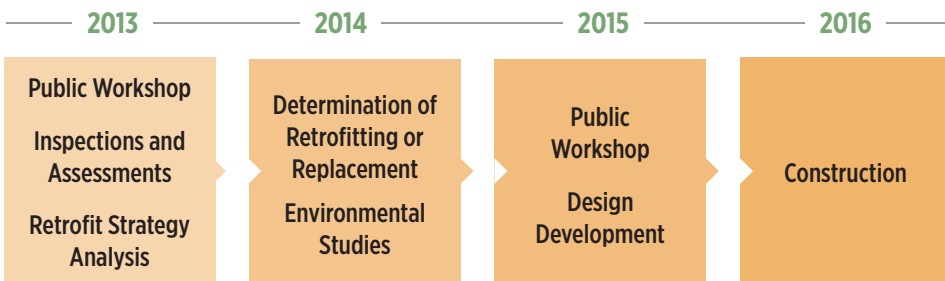 2013
2014
2015
2016
Public Workshop
Inspections and
Assessments
Retrofit Strategy
Analysis
Determination of
Retrofitting or
Replacement
Environmental
Studies
Public
Workshop
Design
Development
Construction